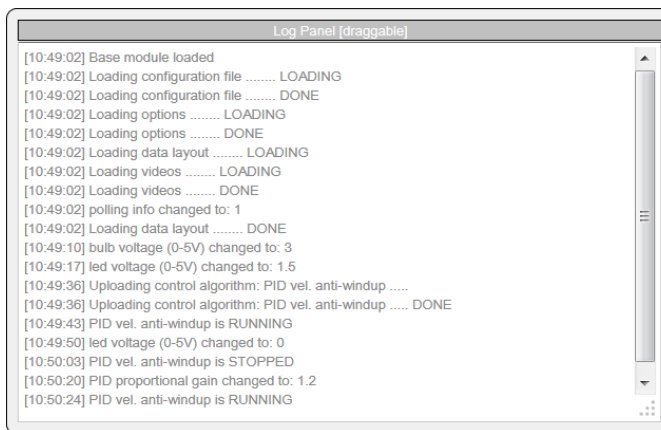 Log Panel [draggable]
[10:49:02] Base module loaded
[10:49:02] Loading configuration file ........ LOADING
[10:49:02] Loading configuration file ........ DONE
[10:49:02] Loading options ........ LOADING
[10:49:02] Loading options ........ DONE
[10:49:02] Loading data layout ........ LOADING
[10:49:02] Loading videos ........ LOADING
[10:49:02] Loading videos ........ DONE
[10:49:02] polling info changed to: 1
[10:49:02] Loading data layout ........ DONE
[10:49:10] bulb voltage (0-5V) changed to: 3
[10:49:17] led voltage (0-5V) changed to: 1.5
[10:49:36] Uploading control algorithm: PID vel. anti-windup .....
[10:49:36] Uploading control algorithm: PID vel. anti-windup ..... DONE
[10:49:43] PID vel. anti-windup is RUNNING
[10:49:50] led voltage (0-5V) changed to: 0
[10:50:03] PID vel. anti-windup is STOPPED
[10:50:20] PID proportional gain changed to: 1.2
[10:50:24] PID vel. anti-windup is RUNNING